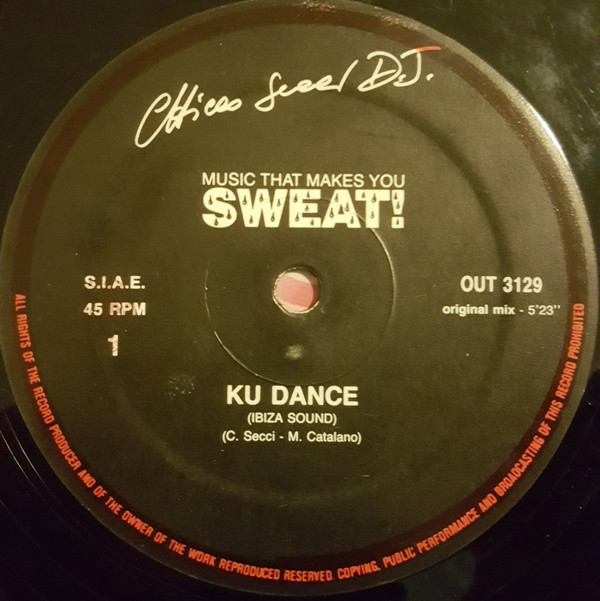 Chicco Secci D.J.
MUSIC THAT MAKES YOU
SWEAT!
S.I.A.E.
45 RPM
1
OUT 3129
original mix - 5'23"
KU DANCE
(IBIZA SOUND)
(C. Secci - M. Catalano)
ALL RIGHTS OF THE RECORD PRODUCER AND OF THE OWNER OF THE WORK REPRODUCED RESERVED. COPYING, PUBLIC PERFORMANCE AND BROADCASTING OF THIS RECORD PROHIBITED